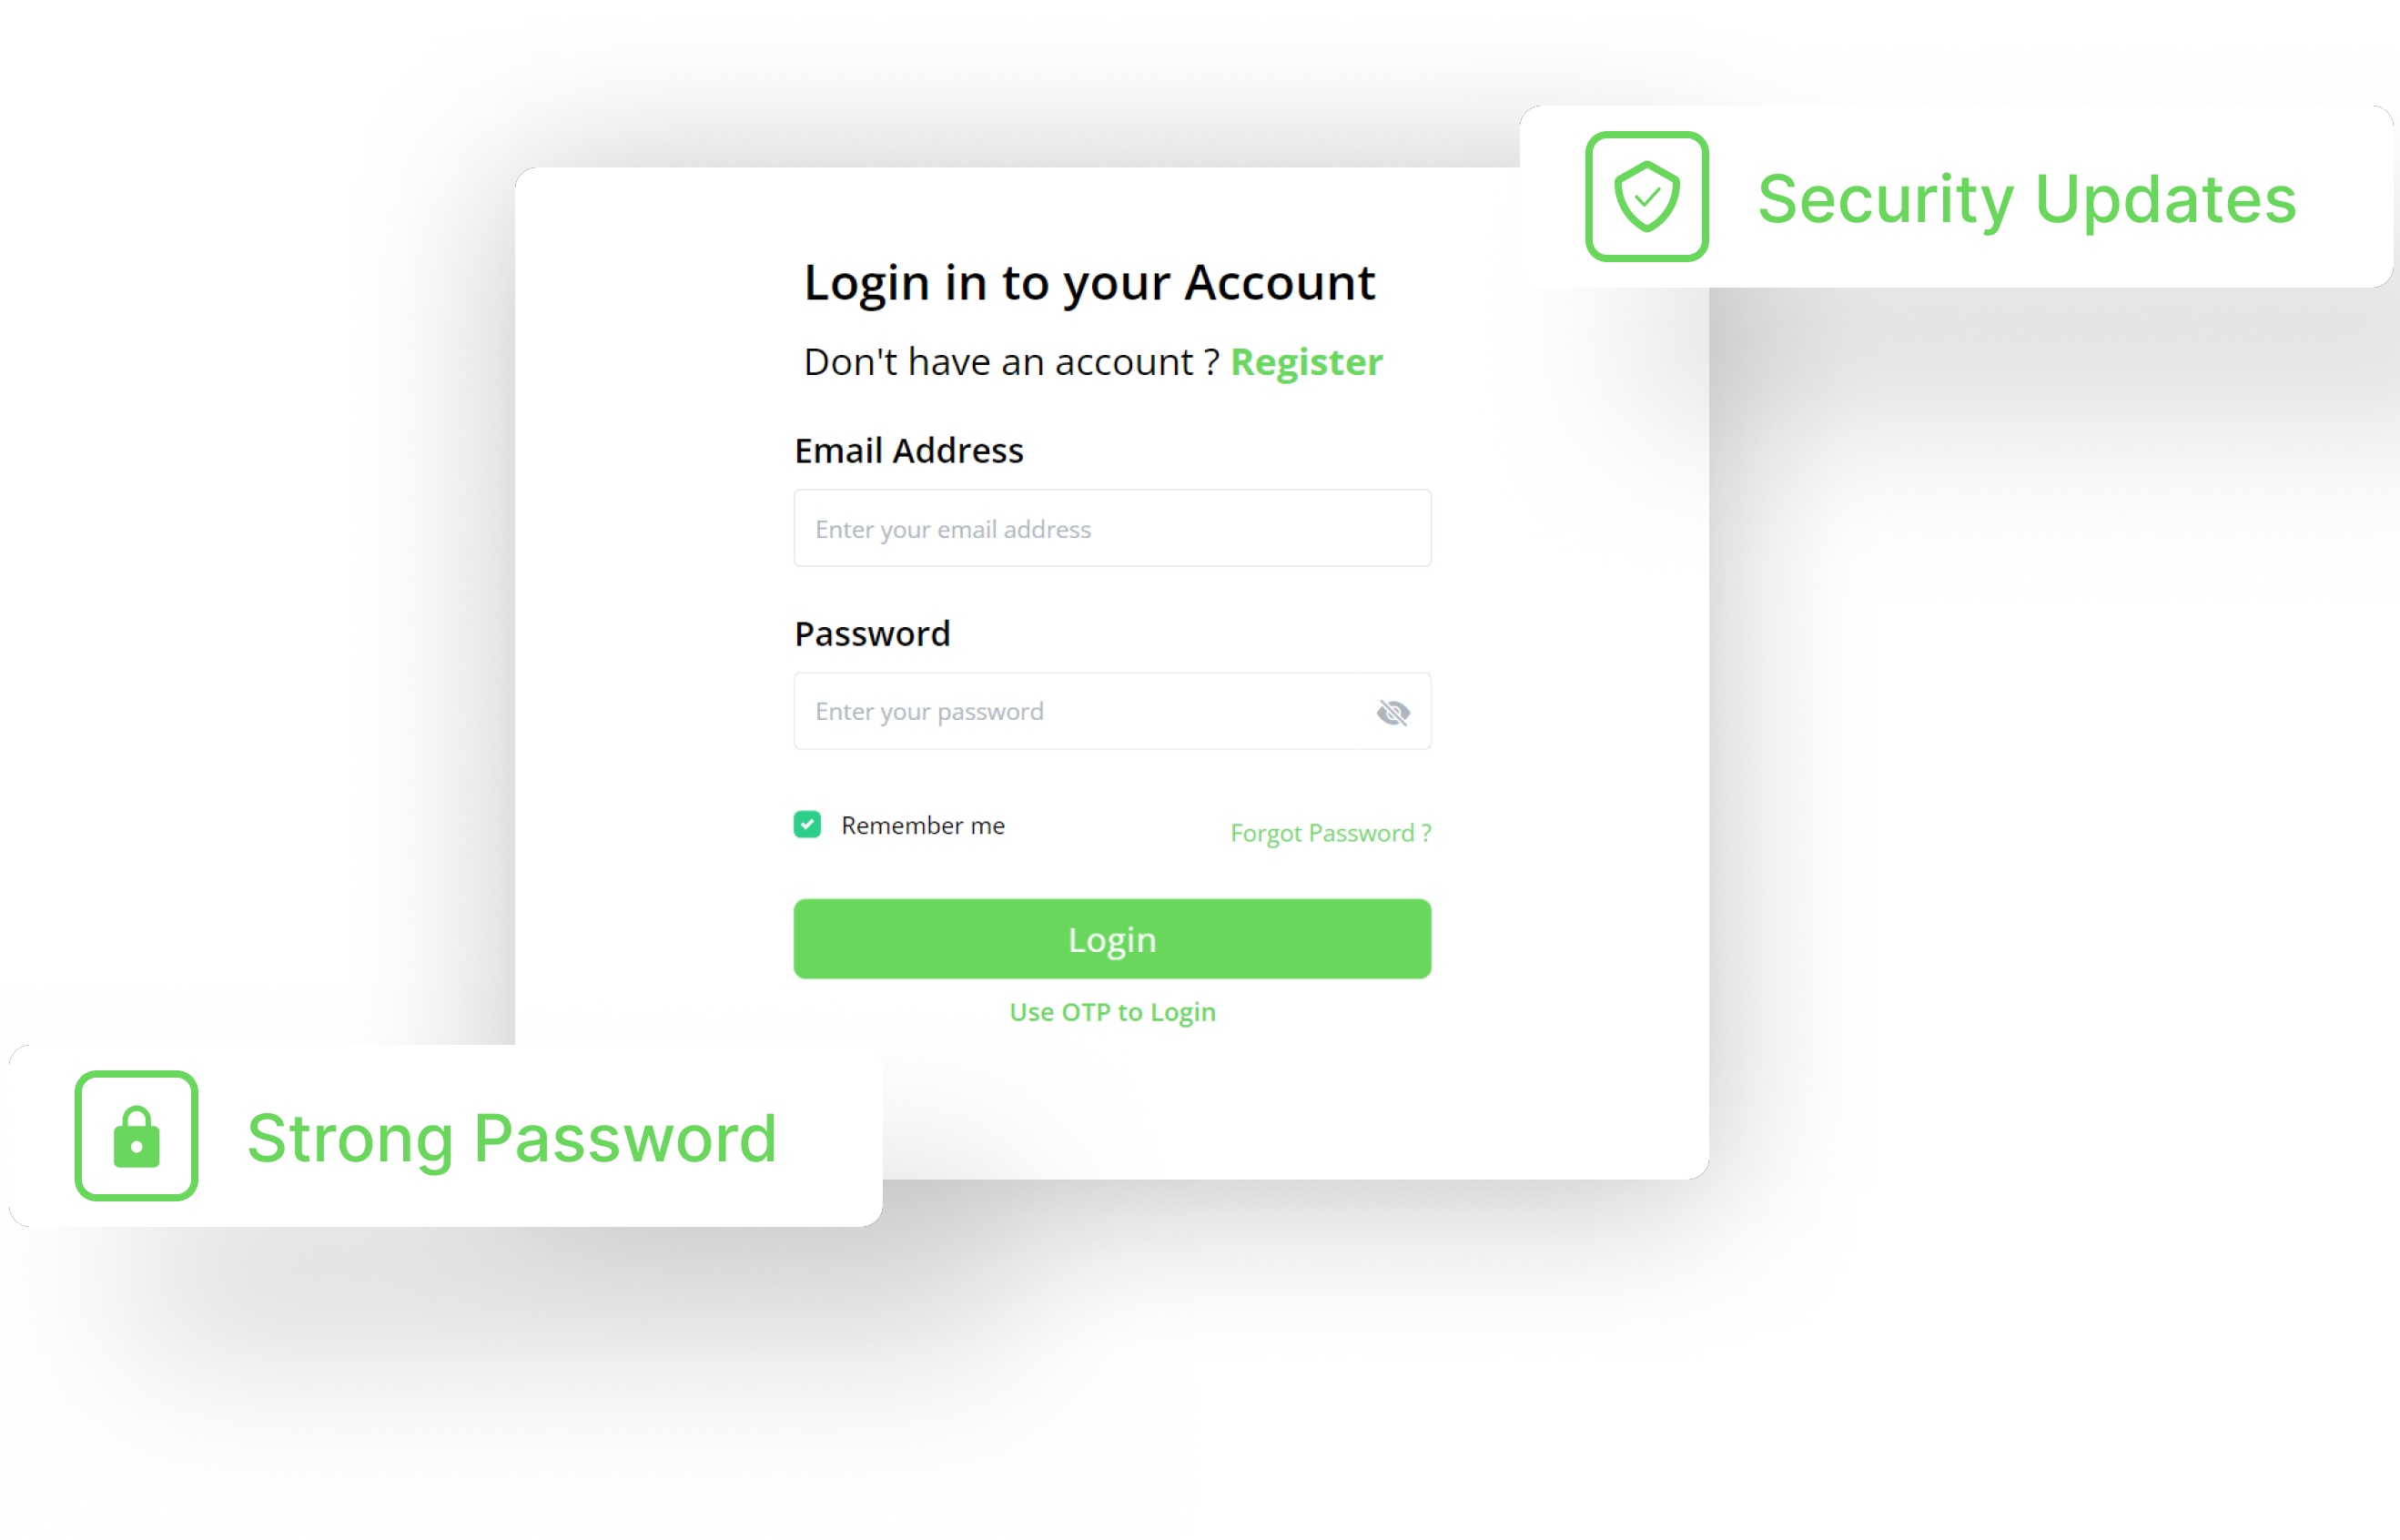 Security Updates
Login in to your Account
Don't have an account ? Register
Email Address
Enter your email address
Password
Enter your password
Remember me
Forgot Password ?
Login
Use OTP to Login
Strong Password